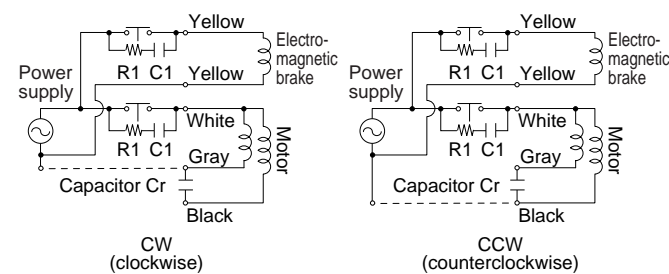 Yellow
Electro-
magnetic
brake
R1 C1
Power
supply
Yellow
White
R1 C1
Gray
Motor
Capacitor Cr
Black
CW
(clockwise)
Yellow
Electro-
magnetic
brake
R1 C1
Power
supply
Yellow
White
R1 C1
Gray
Motor
Capacitor Cr
Black
CCW
(counterclockwise)